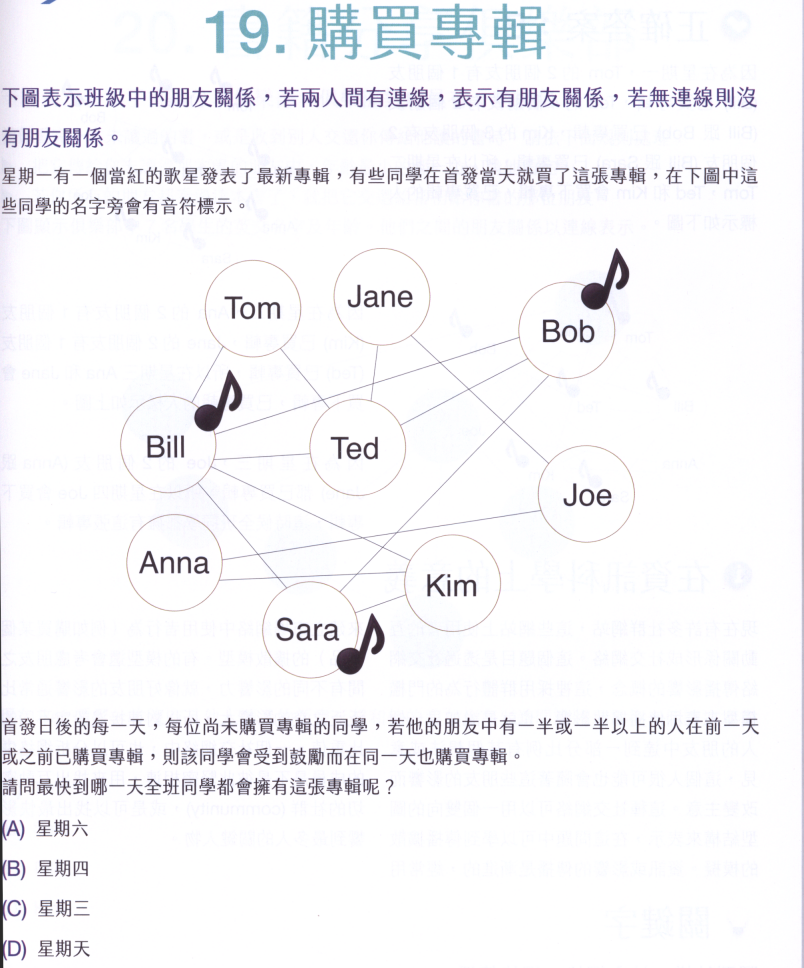 19. 購買專輯
下圖表示班級中的朋友關係，若兩人間有連線，表示有朋友關係，若無連線則沒
有朋友關係。
星期一有一個當紅的歌星發表了最新專輯，有些同學在首發當天就買了這張專輯，在下圖中這
些同學的名字旁會有音符標示。
Tom
Jane
Bob
Bill
Ted
Joe
Anna
Kim
Sara
首發日後的每一天，每位尚未購買專輯的同學，若他的朋友中有一半或一半以上的人在前一天
或之前已購買專輯，則該同學會受到鼓勵而在同一天也購買專輯。
請問最快到哪一天全班同學都會擁有這張專輯呢？
(A) 星期六
(B) 星期四
(C) 星期三
(D) 星期天